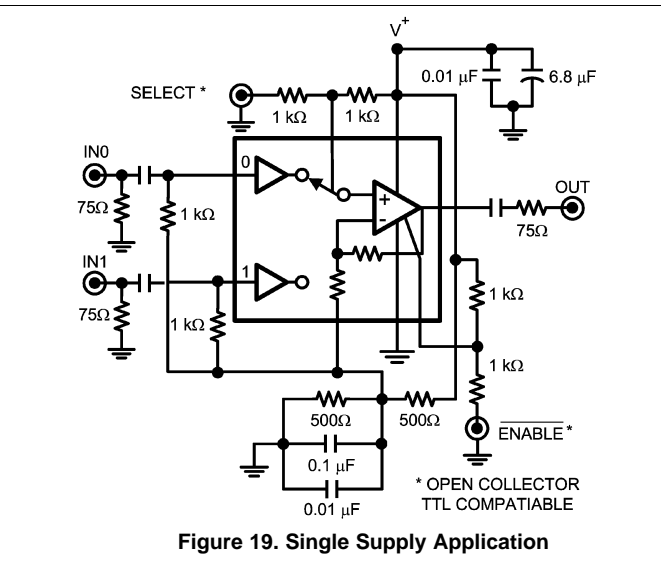 V+
0.01 µF
6.8 µF
SELECT *
1 kΩ
1 kΩ
IN0
0
75Ω
1 kΩ
+
-
OUT
75Ω
IN1
1
75Ω
1 kΩ
1 kΩ
1 kΩ
500Ω
500Ω
ENABLE *
0.1 µF
0.01 µF
* OPEN COLLECTOR
TTL COMPATIABLE
Figure 19. Single Supply Application